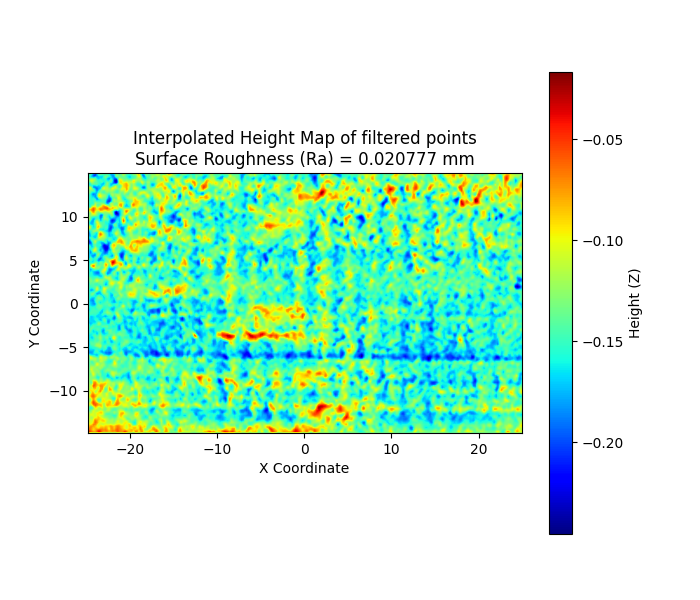 Interpolated Height Map of filtered points
Surface Roughness (Ra) = 0.020777 mm
10
5
0
−5
−10
Y Coordinate
−20
−10
0
10
20
X Coordinate
−0.05
−0.10
−0.15
−0.20
Height (Z)